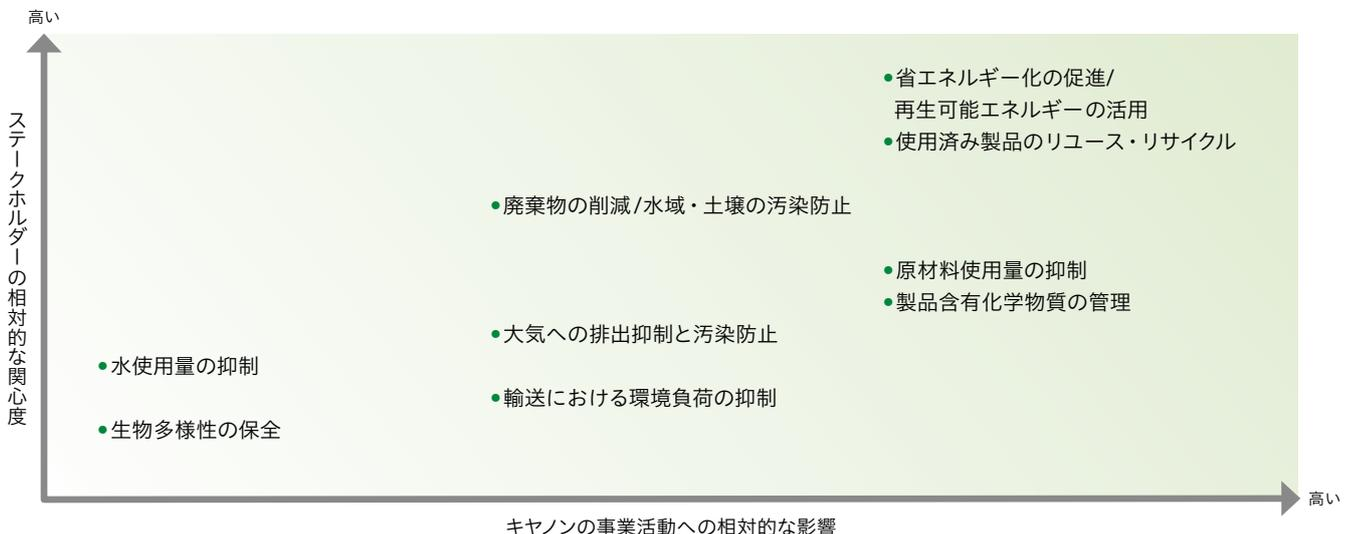 高い
ステークホルダーの相対的な関心度
●省エネルギー化の促進/
再生可能エネルギーの活用
●使用済み製品のリユース・リサイクル
●廃棄物の削減/水域・土壌の汚染防止
●原材料使用量の抑制
●製品含有化学物質の管理
●大気への排出抑制と汚染防止
●水使用量の抑制
●輸送における環境負荷の抑制
●生物多様性の保全
高い
キヤノンの事業活動への相対的な影響